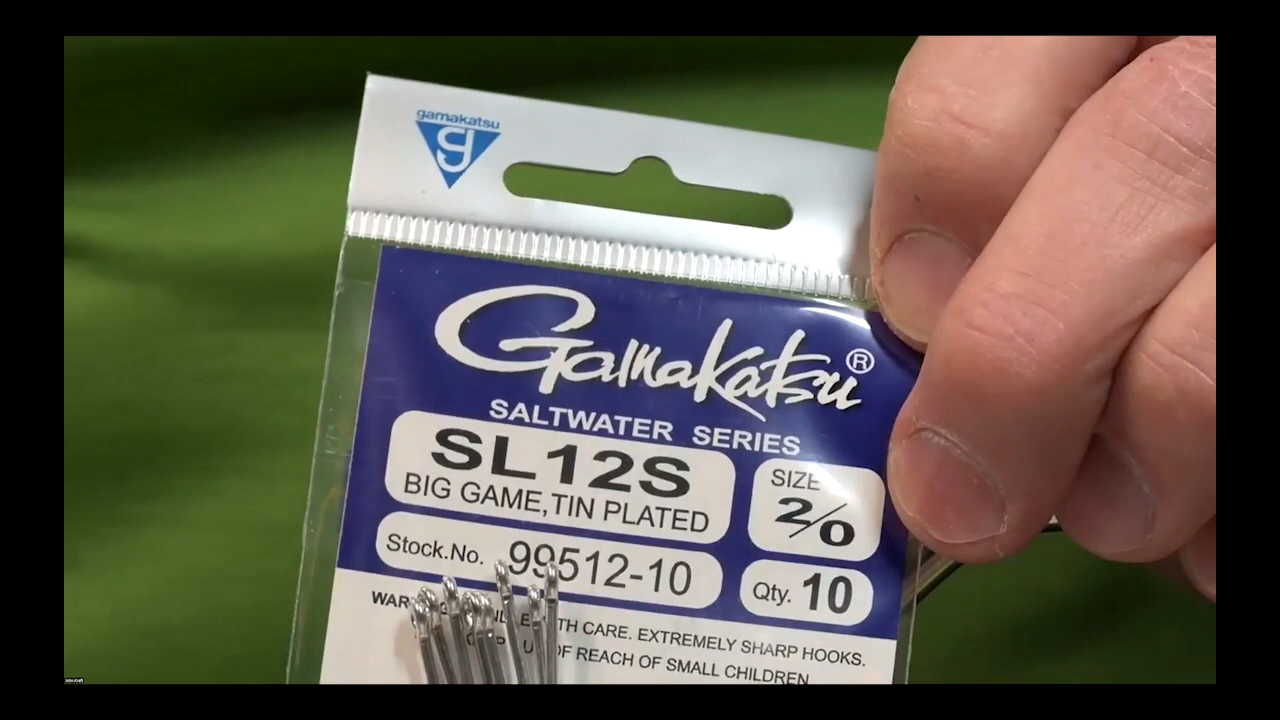 gamakatsu
Gamakatsu®
SALTWATER SERIES
SL12S
BIG GAME, TIN PLATED
SIZE
2/0
Stock.No. 99512-10
Qty. 10
TH CARE. EXTREMELY SHARP HOOKS.
OF REACH OF SMALL CHILDREN